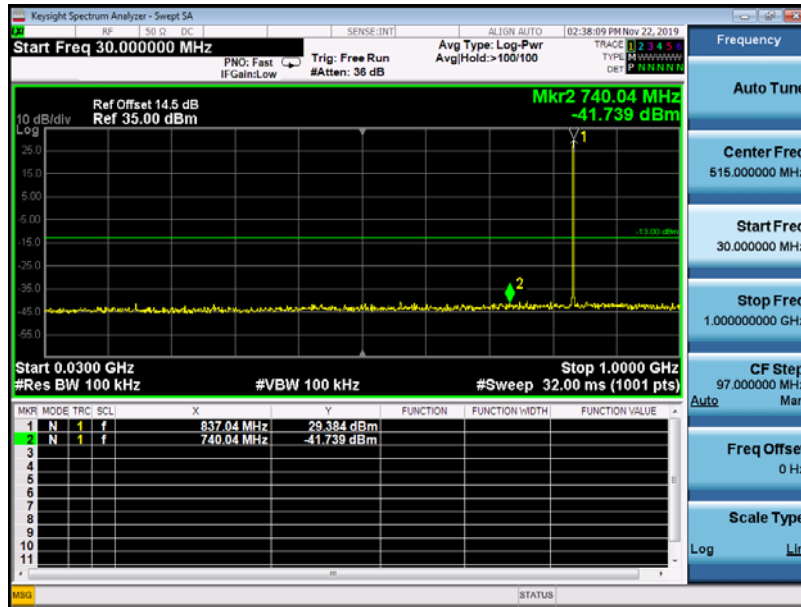 Keysight Spectrum Analyzer - Swept SA
RF 50 Ω DC SENSE:INT ALIGN AUTO 02:38:09 PM Nov 22, 2019
Start Freq 30.000000 MHz
PNO: Fast
IFGain:Low
Trig: Free Run
#Atten: 36 dB
Avg Type: Log-Pwr
Avg|Hold:>100/100
TRACE 1 2 3 4 5 6
TYPE M W W W W W
DET P N N N N N
Ref Offset 14.5 dB
10 dB/div Ref 35.00 dBm
Log
Mkr2 740.04 MHz
-41.739 dBm
25.0
15.0
5.00
-5.00
-15.0
-25.0
-35.0
-45.0
-55.0
1
2
-13.00 dBm
Start 0.0300 GHz Stop 1.0000 GHz
#Res BW 100 kHz #VBW 100 kHz #Sweep 32.00 ms (1001 pts)
MKR MODE TRC SCL X Y FUNCTION FUNCTION WIDTH FUNCTION VALUE
1 N 1 f 837.04 MHz 29.384 dBm
2 N 1 f 740.04 MHz -41.739 dBm
3
4
5
6
7
8
9
10
11
MSG STATUS
Frequency
Auto Tune
Center Freq
515.000000 MHz
Start Freq
30.000000 MHz
Stop Freq
1.000000000 GHz
CF Step
97.000000 MHz
Auto Man
Freq Offset
0 Hz
Scale Type
Log Lin